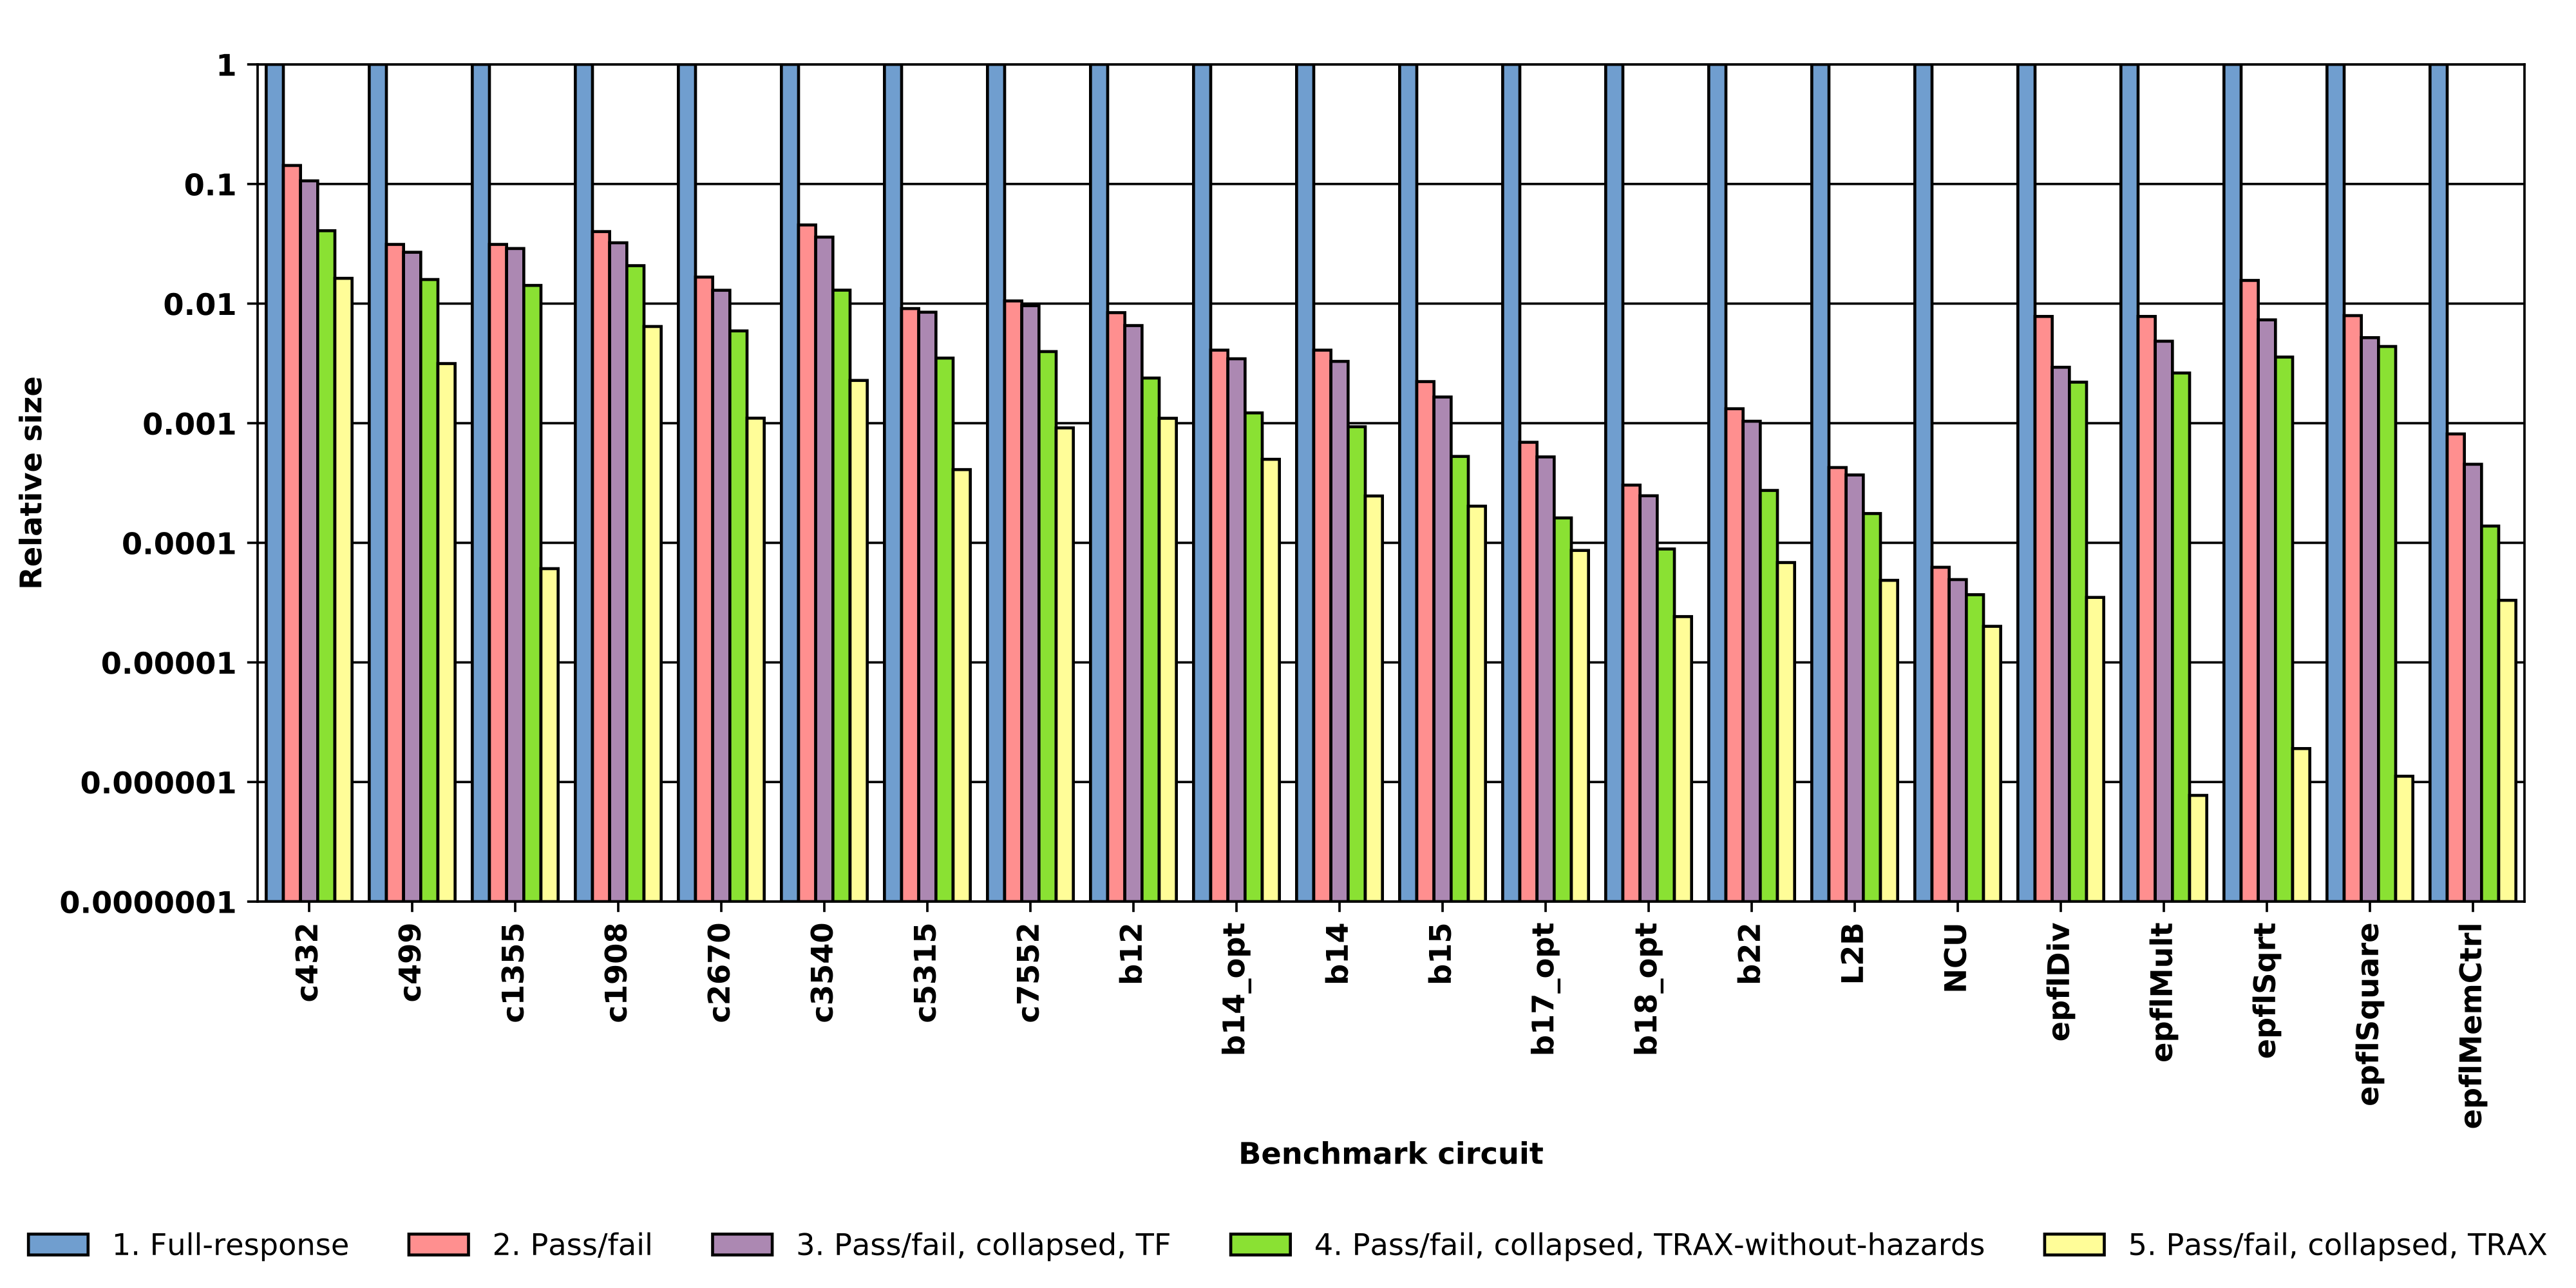 1
0.1
0.01
0.001
0.0001
0.00001
0.000001
0.0000001
Relative size
c432
c499
c1355
c1908
c2670
c3540
c5315
c7552
b12
b14_opt
b14
b15
b17_opt
b18_opt
b22
L2B
NCU
epflDiv
epflMult
epflSqrt
epflSquare
epflMemCtrl
Benchmark circuit
1. Full-response
2. Pass/fail
3. Pass/fail, collapsed, TF
4. Pass/fail, collapsed, TRAX-without-hazards
5. Pass/fail, collapsed, TRAX